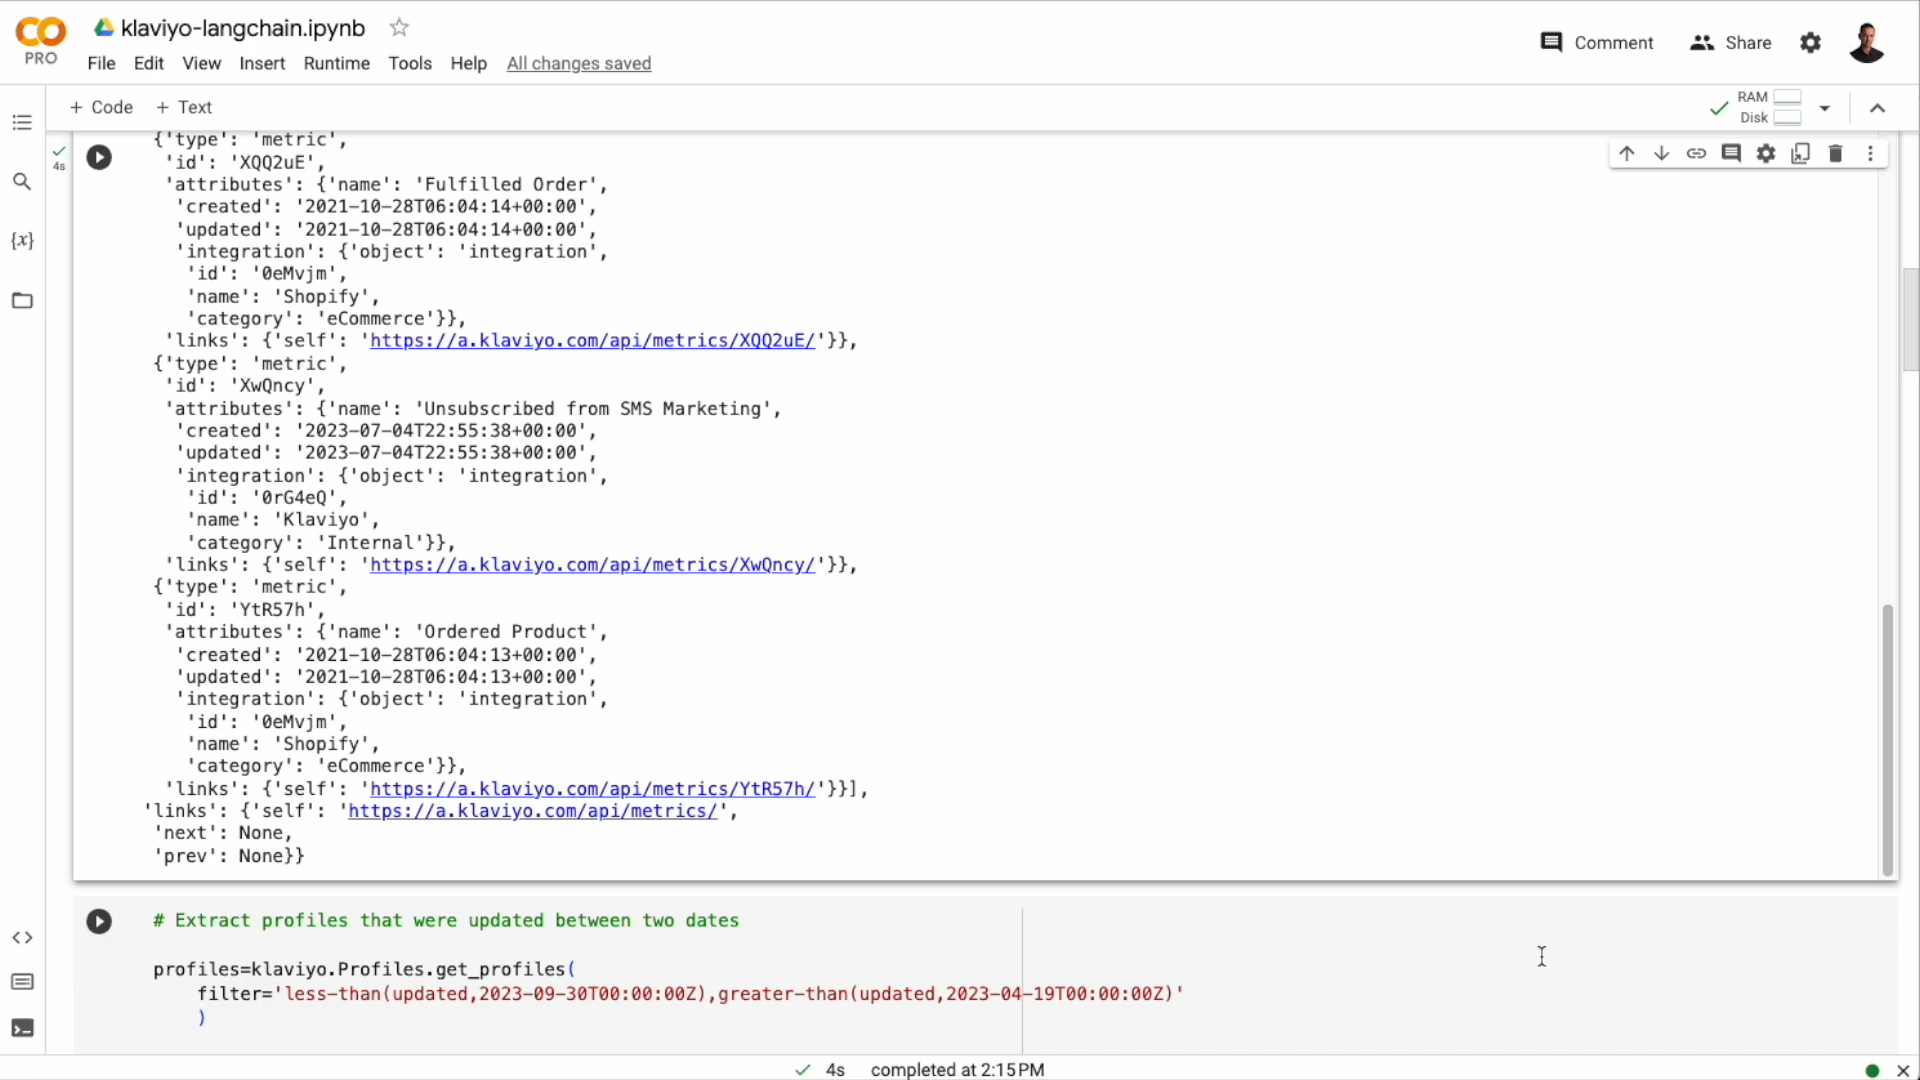 klaviyo-langchain.ipynb
PRO
File Edit View Insert Runtime Tools Help All changes saved
Comment Share
+ Code + Text
RAM
Disk
4s
{x}
{'type': 'metric',
'id': 'XQQ2uE',
'attributes': {'name': 'Fulfilled Order',
'created': '2021-10-28T06:04:14+00:00',
'updated': '2021-10-28T06:04:14+00:00',
'integration': {'object': 'integration',
'id': '0eMvjm',
'name': 'Shopify',
'category': 'eCommerce'}},
'links': {'self': 'https://a.klaviyo.com/api/metrics/XQQ2uE/'}},
{'type': 'metric',
'id': 'XwQncy',
'attributes': {'name': 'Unsubscribed from SMS Marketing',
'created': '2023-07-04T22:55:38+00:00',
'updated': '2023-07-04T22:55:38+00:00',
'integration': {'object': 'integration',
'id': '0rG4eQ',
'name': 'Klaviyo',
'category': 'Internal'}},
'links': {'self': 'https://a.klaviyo.com/api/metrics/XwQncy/'}},
{'type': 'metric',
'id': 'YtR57h',
'attributes': {'name': 'Ordered Product',
'created': '2021-10-28T06:04:13+00:00',
'updated': '2021-10-28T06:04:13+00:00',
'integration': {'object': 'integration',
'id': '0eMvjm',
'name': 'Shopify',
'category': 'eCommerce'}},
'links': {'self': 'https://a.klaviyo.com/api/metrics/YtR57h/'}}],
'links': {'self': 'https://a.klaviyo.com/api/metrics/',
'next': None,
'prev': None}}
# Extract profiles that were updated between two dates
profiles=klaviyo.Profiles.get_profiles(
filter='less-than(updated,2023-09-30T00:00:00Z),greater-than(updated,2023-04-19T00:00:00Z)'
)
4s completed at 2:15 PM